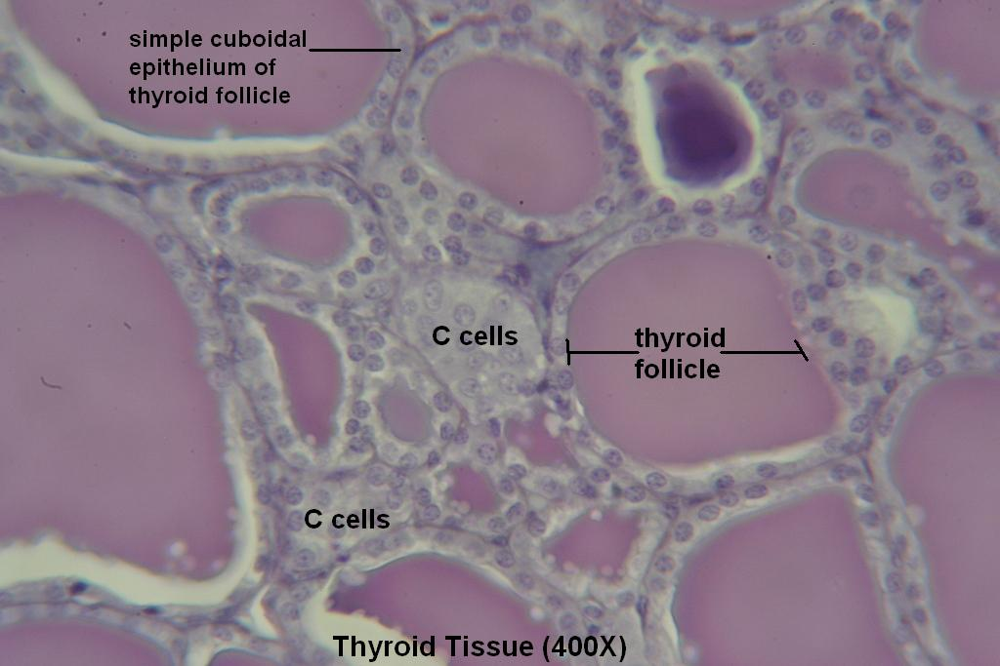 simple cuboidal
epithelium of
thyroid follicle
C cells
thyroid
follicle
C cells
Thyroid Tissue (400X)